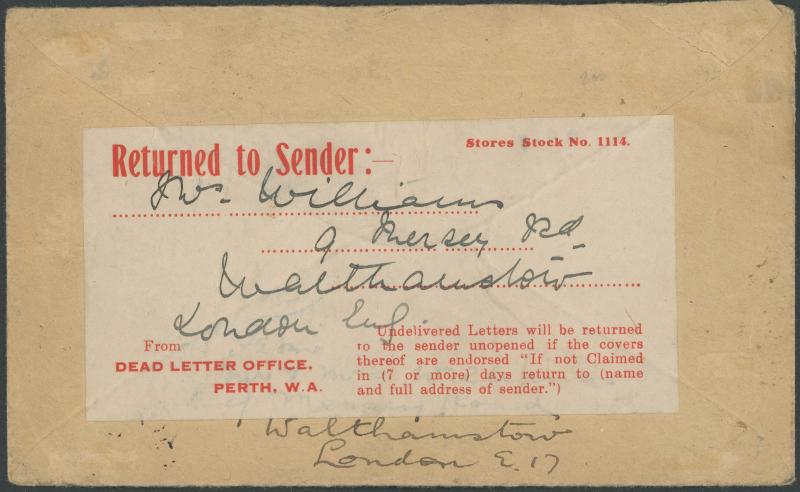 Returned to Sender:—
Stores Stock No. 1114.
Mrs. Williams
9 Mersey Rd
Walthamstow
London Eng.
From
DEAD LETTER OFFICE,
PERTH, W.A.
Undelivered Letters will be returned
to the sender unopened if the covers
thereof are endorsed "If not Claimed
in (7 or more) days return to (name
and full address of sender.")
Walthamstow
London E. 17